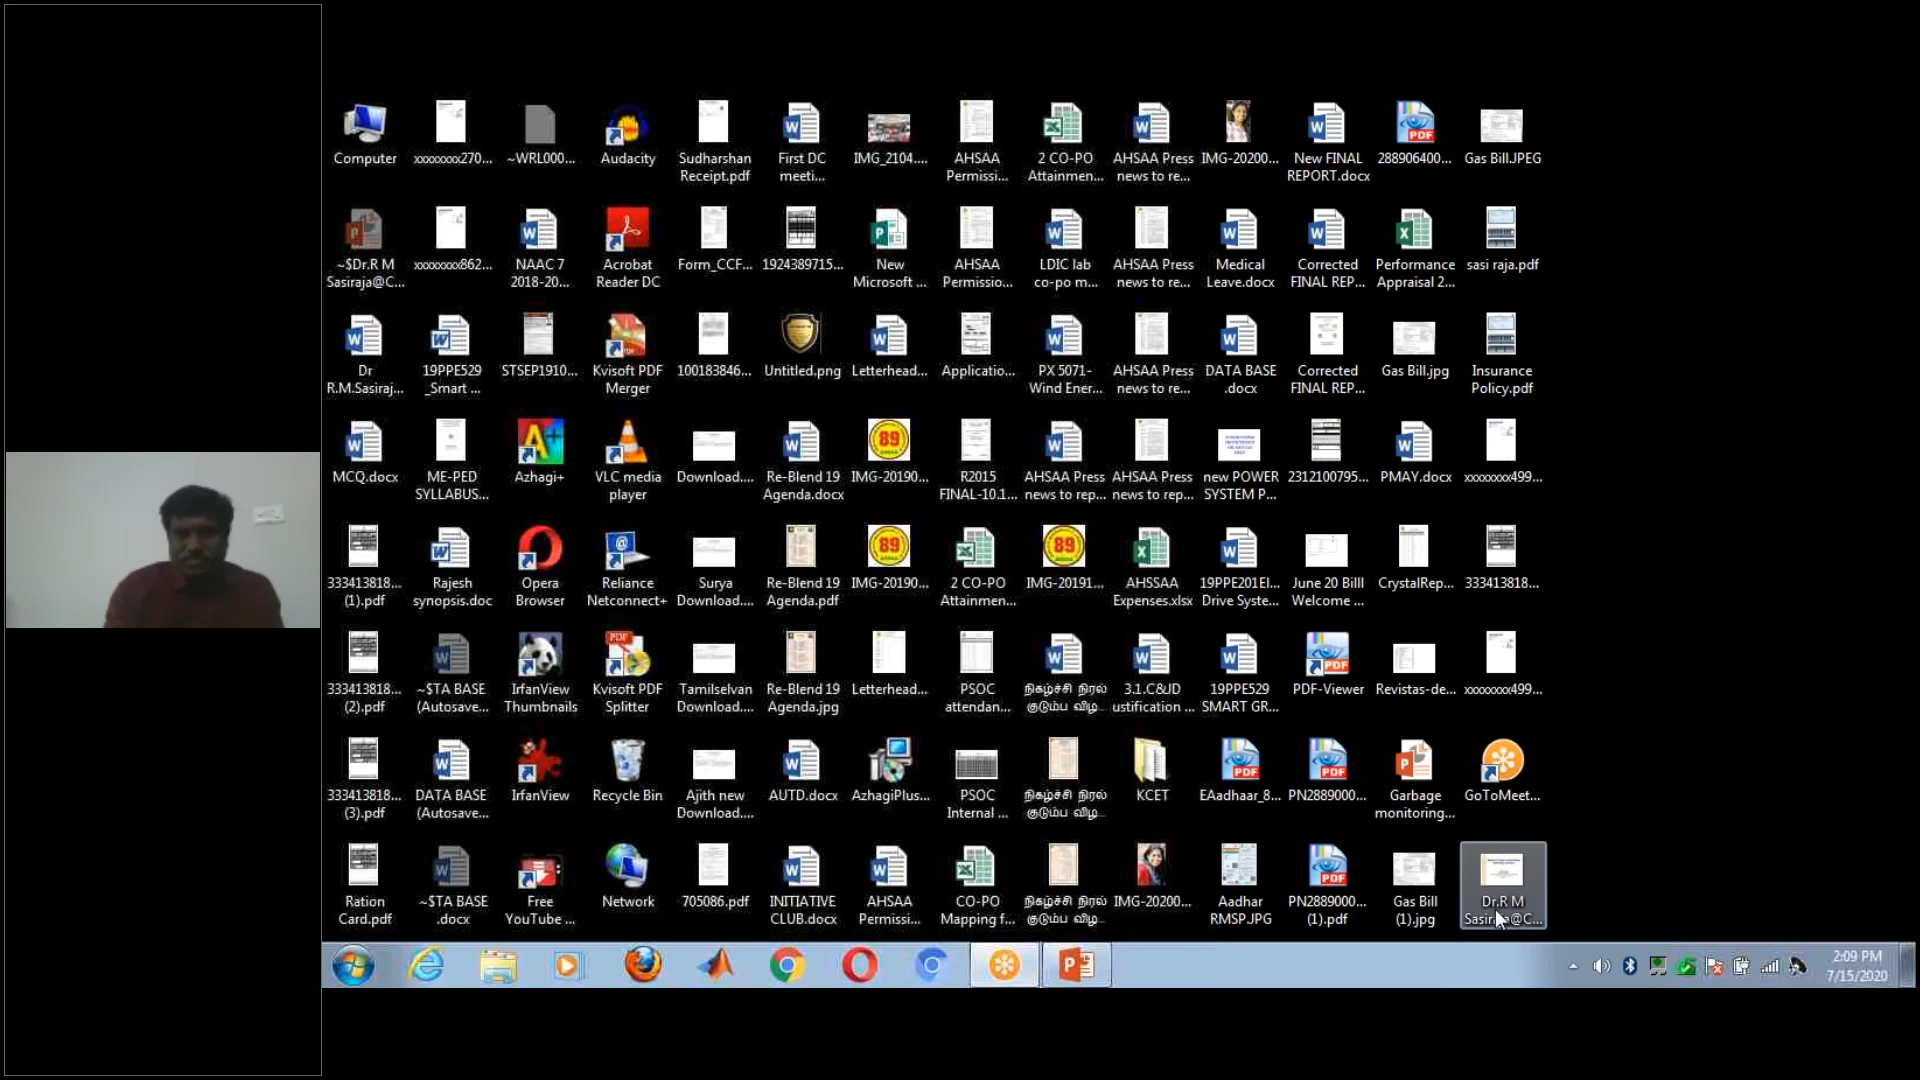 Computer
xxxxxxxx270...
~WRL000...
Audacity
Sudharshan
Receipt.pdf
First DC
meeti...
IMG_2104....
AHSAA
Permissi...
2 CO-PO
Attainmen...
AHSAA Press
news to re...
IMG-20200...
New FINAL
REPORT.docx
288906400...
Gas Bill.JPEG
~$Dr.R M
Sasiraja@C...
xxxxxxxx862...
NAAC 7
2018-20...
Acrobat
Reader DC
Form_CCF...
1924389715...
New
Microsoft ...
AHSAA
Permissio...
LDIC lab
co-po m...
AHSAA Press
news to re...
Medical
Leave.docx
Corrected
FINAL REP...
Performance
Appraisal 2...
sasi raja.pdf
Dr
R.M.Sasiraj...
19PPE529
_Smart ...
STSEP1910...
Kvisoft PDF
Merger
100183846...
Untitled.png
Letterhead...
Applicatio...
PX 5071-
Wind Ener...
AHSAA Press
news to re...
DATA BASE
.docx
Corrected
FINAL REP...
Gas Bill.jpg
Insurance
Policy.pdf
MCQ.docx
ME-PED
SYLLABUS...
Azhagi+
VLC media
player
Download....
Re-Blend 19
Agenda.docx
89
IMG-20190...
R2015
FINAL-10.1...
AHSAA Press
news to rep...
AHSAA Press
news to rep...
new POWER
SYSTEM P...
2312100795...
PMAY.docx
xxxxxxxx499...
333413818...
(1).pdf
Rajesh
synopsis.doc
Opera
Browser
Reliance
Netconnect+
Surya
Download....
Re-Blend 19
Agenda.pdf
89
IMG-20190...
2 CO-PO
Attainmen...
89
IMG-20191...
AHSSAA
Expenses.xlsx
19PPE201EI...
Drive Syste...
June 20 Billl
Welcome ...
CrystalRep...
333413818...
333413818...
(2).pdf
~$TA BASE
(Autosave...
IrfanView
Thumbnails
Kvisoft PDF
Splitter
Tamilselvan
Download....
Re-Blend 19
Agenda.jpg
Letterhead...
PSOC
attendan...
நிகழ்ச்சி நிரல்
குடும்ப விழ...
3.1.C&JD
ustification ...
19PPE529
SMART GR...
PDF-Viewer
Revistas-de...
xxxxxxxx499...
333413818...
(3).pdf
DATA BASE
(Autosave...
IrfanView
Recycle Bin
Ajith new
Download....
AUTD.docx
AzhagiPlus...
PSOC
Internal ...
நிகழ்ச்சி நிரல்
குடும்ப விழ...
KCET
EAadhaar_8...
PN2889000...
Garbage
monitoring...
GoToMeet...
Ration
Card.pdf
~$TA BASE
.docx
Free
YouTube ...
Network
705086.pdf
INITIATIVE
CLUB.docx
AHSAA
Permissi...
CO-PO
Mapping f...
நிகழ்ச்சி நிரல்
குடும்ப விழ...
IMG-20200...
Aadhar
RMSP.JPG
PN2889000...
(1).pdf
Gas Bill
(1).jpg
Dr.R M
2:09 PM
7/15/2020